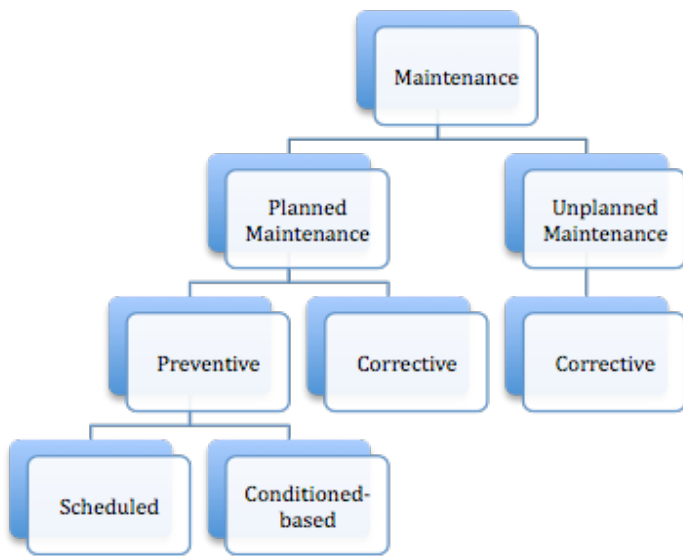 Maintenance
Planned
Maintenance
Unplanned
Maintenance
Preventive
Corrective
Corrective
Scheduled
Conditioned-
based